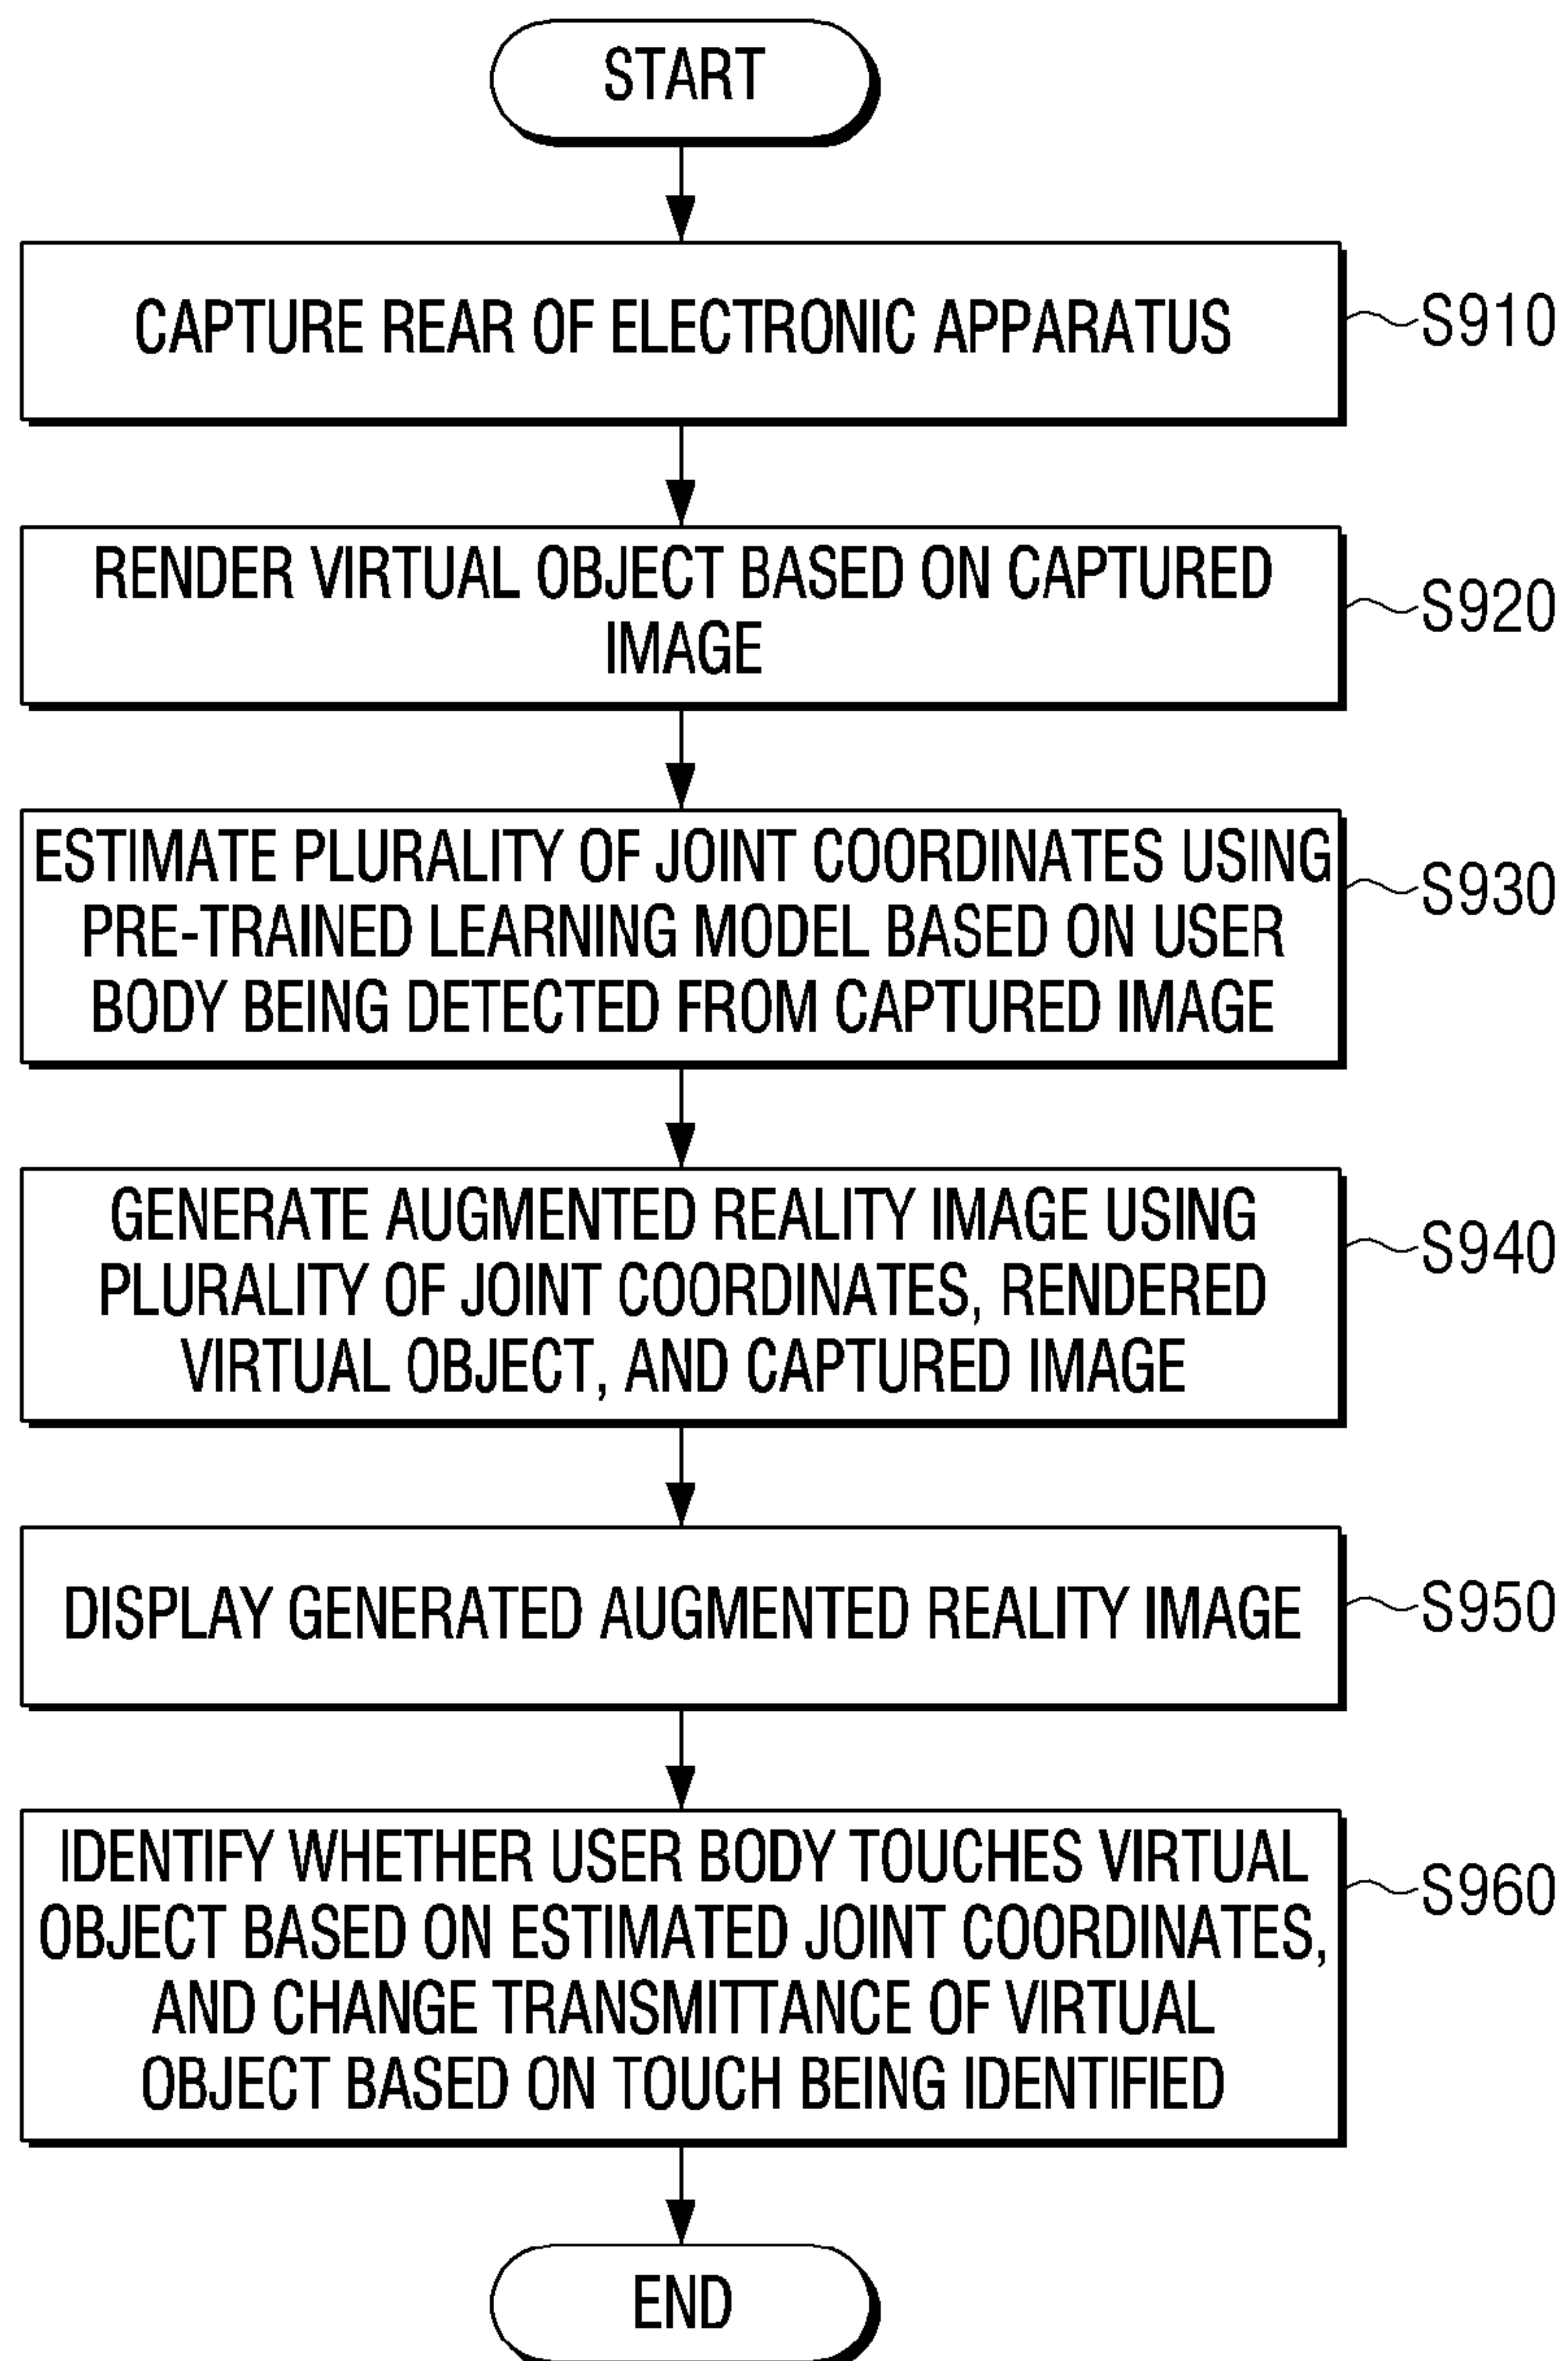 START
CAPTURE REAR OF ELECTRONIC APPARATUS
S910
RENDER VIRTUAL OBJECT BASED ON CAPTURED
IMAGE
S920
ESTIMATE PLURALITY OF JOINT COORDINATES USING
PRE-TRAINED LEARNING MODEL BASED ON USER
BODY BEING DETECTED FROM CAPTURED IMAGE
S930
GENERATE AUGMENTED REALITY IMAGE USING
PLURALITY OF JOINT COORDINATES, RENDERED
VIRTUAL OBJECT, AND CAPTURED IMAGE
S940
DISPLAY GENERATED AUGMENTED REALITY IMAGE
S950
IDENTIFY WHETHER USER BODY TOUCHES VIRTUAL
OBJECT BASED ON ESTIMATED JOINT COORDINATES,
AND CHANGE TRANSMITTANCE OF VIRTUAL
OBJECT BASED ON TOUCH BEING IDENTIFIED
S960
END